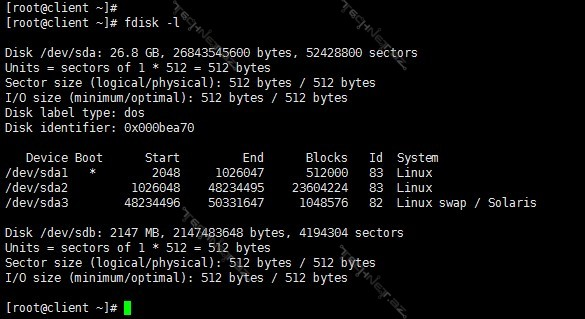 [root@client ~]#
[root@client ~]# fdisk -l
Disk /dev/sda: 26.8 GB, 26843545600 bytes, 52428800 sectors
Units = sectors of 1 * 512 = 512 bytes
Sector size (logical/physical): 512 bytes / 512 bytes
I/O size (minimum/optimal): 512 bytes / 512 bytes
Disk label type: dos
Disk identifier: 0x000bea70
Device Boot Start End Blocks Id System
/dev/sda1 * 2048 1026047 512000 83 Linux
/dev/sda2 1026048 48234495 23604224 83 Linux
/dev/sda3 48234496 50331647 1048576 82 Linux swap / Solaris
Disk /dev/sdb: 2147 MB, 2147483648 bytes, 4194304 sectors
Units = sectors of 1 * 512 = 512 bytes
Sector size (logical/physical): 512 bytes / 512 bytes
I/O size (minimum/optimal): 512 bytes / 512 bytes
[root@client ~]#